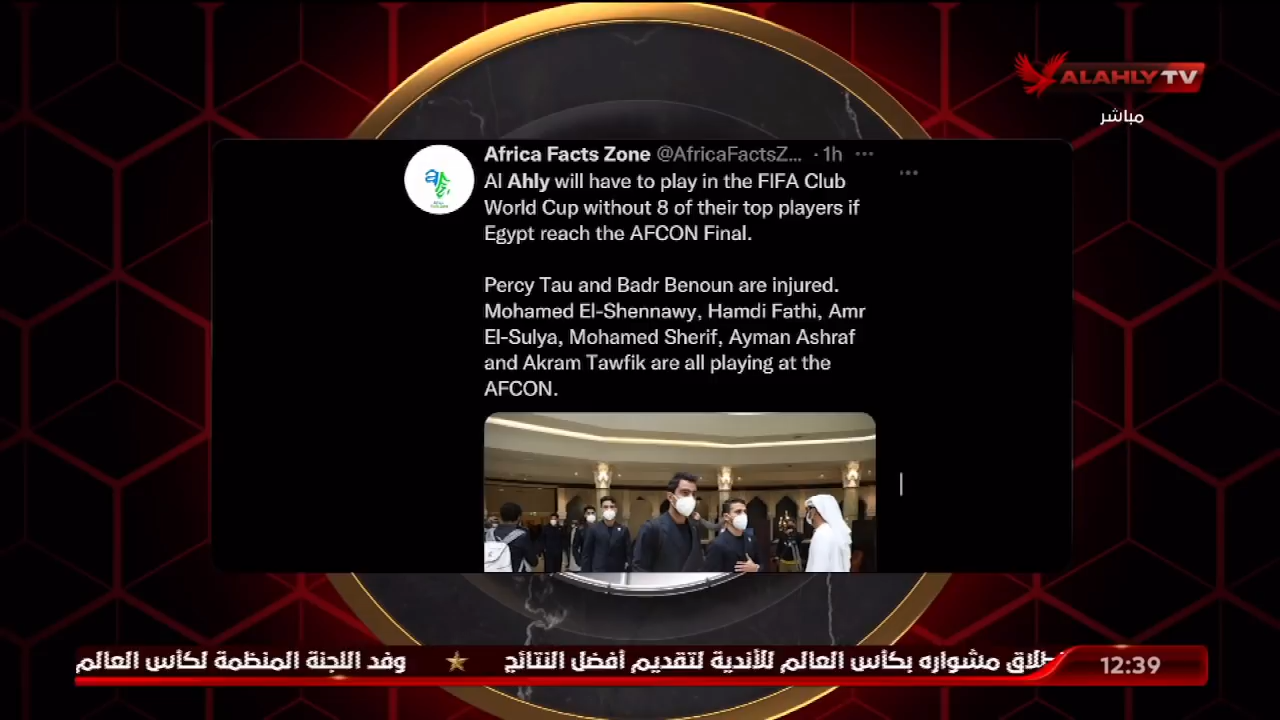 ALAHLY TV
مباشر
Africa Facts Zone @AfricaFactsZ... · 1h
Al Ahly will have to play in the FIFA Club
World Cup without 8 of their top players if
Egypt reach the AFCON Final.
Percy Tau and Badr Benoun are injured.
Mohamed El-Shennawy, Hamdi Fathi, Amr
El-Sulya, Mohamed Sherif, Ayman Ashraf
and Akram Tawfik are all playing at the
AFCON.
مشواره بكأس العالم للأندية لتقديم أفضل النتائج ★ وفد اللجنة المنظمة لكأس العالم
12:39